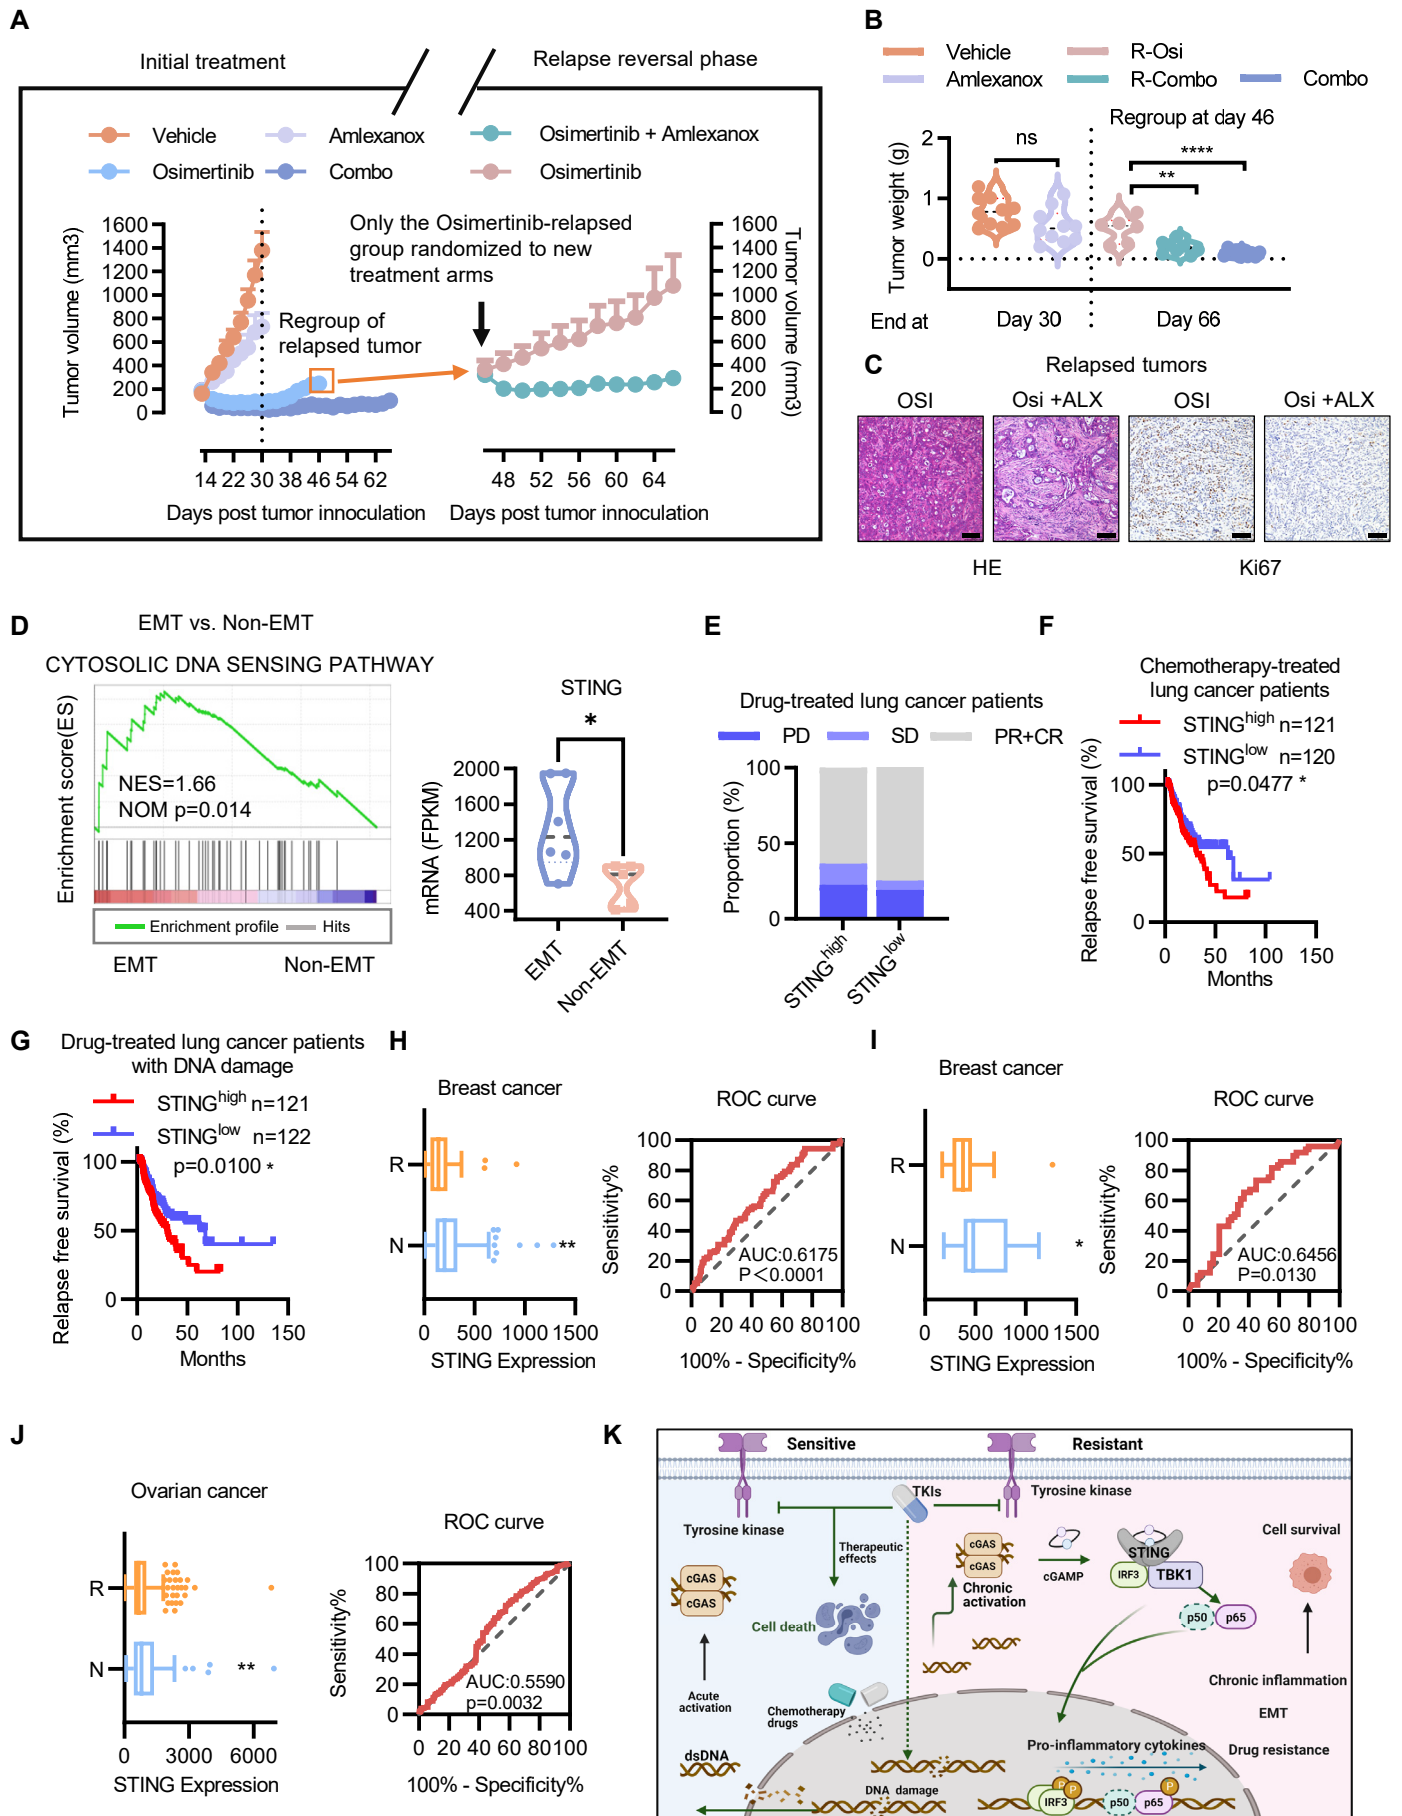 A
Initial treatment
Relapse reversal phase
Vehicle
Amlexanox
Osimertinib + Amlexanox
Osimertinib
Combo
Osimertinib
Tumor volume (mm3)
1600
1400
1200
1000
800
600
400
200
0
Only the Osimertinib-relapsed
group randomized to new
treatment arms
Regroup of
relapsed tumor
1600
1400
1200
1000
800
600
400
200
0
Tumor volume (mm3)
14 22 30 38 46 54 62
48 52 56 60 64
Days post tumor innoculation
Days post tumor innoculation
B
Vehicle
R-Osi
Amlexanox
R-Combo
Combo
Regroup at day 46
Tumor weight (g)
2
1
0
ns
****
**
End at
Day 30
Day 66
C
Relapsed tumors
OSI
Osi +ALX
OSI
Osi +ALX
HE
Ki67
D
EMT vs. Non-EMT
CYTOSOLIC DNA SENSING PATHWAY
Enrichment score(ES)
NES=1.66
NOM p=0.014
Enrichment profile
Hits
EMT
Non-EMT
STING
*
mRNA (FPKM)
2000
1600
1200
800
400
EMT
Non-EMT
E
Drug-treated lung cancer patients
PD
SD
PR+CR
Proportion (%)
100
50
0
STINGhigh
STINGlow
F
Chemotherapy-treated
lung cancer patients
STINGhigh n=121
STINGlow n=120
p=0.0477 *
Relapse free survival (%)
100
50
0
0 50 100 150
Months
G
Drug-treated lung cancer patients
with DNA damage
STINGhigh n=121
STINGlow n=122
p=0.0100 *
Relapse free survival (%)
100
50
0
0 50 100 150
Months
H
Breast cancer
R
N
**
0 500 1000 1500
STING Expression
ROC curve
Sensitivity%
100
80
60
40
20
0
AUC:0.6175
P<0.0001
0 20 40 60 80 100
100% - Specificity%
I
Breast cancer
R
N
*
0 500 1000 1500
STING Expression
ROC curve
Sensitivity%
100
80
60
40
20
0
AUC:0.6456
P=0.0130
0 20 40 60 80 100
100% - Specificity%
J
Ovarian cancer
R
N
**
0 3000 6000
STING Expression
ROC curve
Sensitivity%
100
80
60
40
20
0
AUC:0.5590
p=0.0032
0 20 40 60 80 100
100% - Specificity%
K
Sensitive
Resistant
TKIs
Tyrosine kinase
Tyrosine kinase
Therapeutic
effects
cGAS
cGAS
cGAS
cGAS
Chronic
activation
cGAMP
STING
IRF3
TBK1
p50
p65
Cell survival
Cell death
Acute
activation
Chemotherapy
drugs
dsDNA
Chronic inflammation
EMT
Drug resistance
Pro-inflammatory cytokines
DNA damage
P
P
P
IRF3
p50
p65